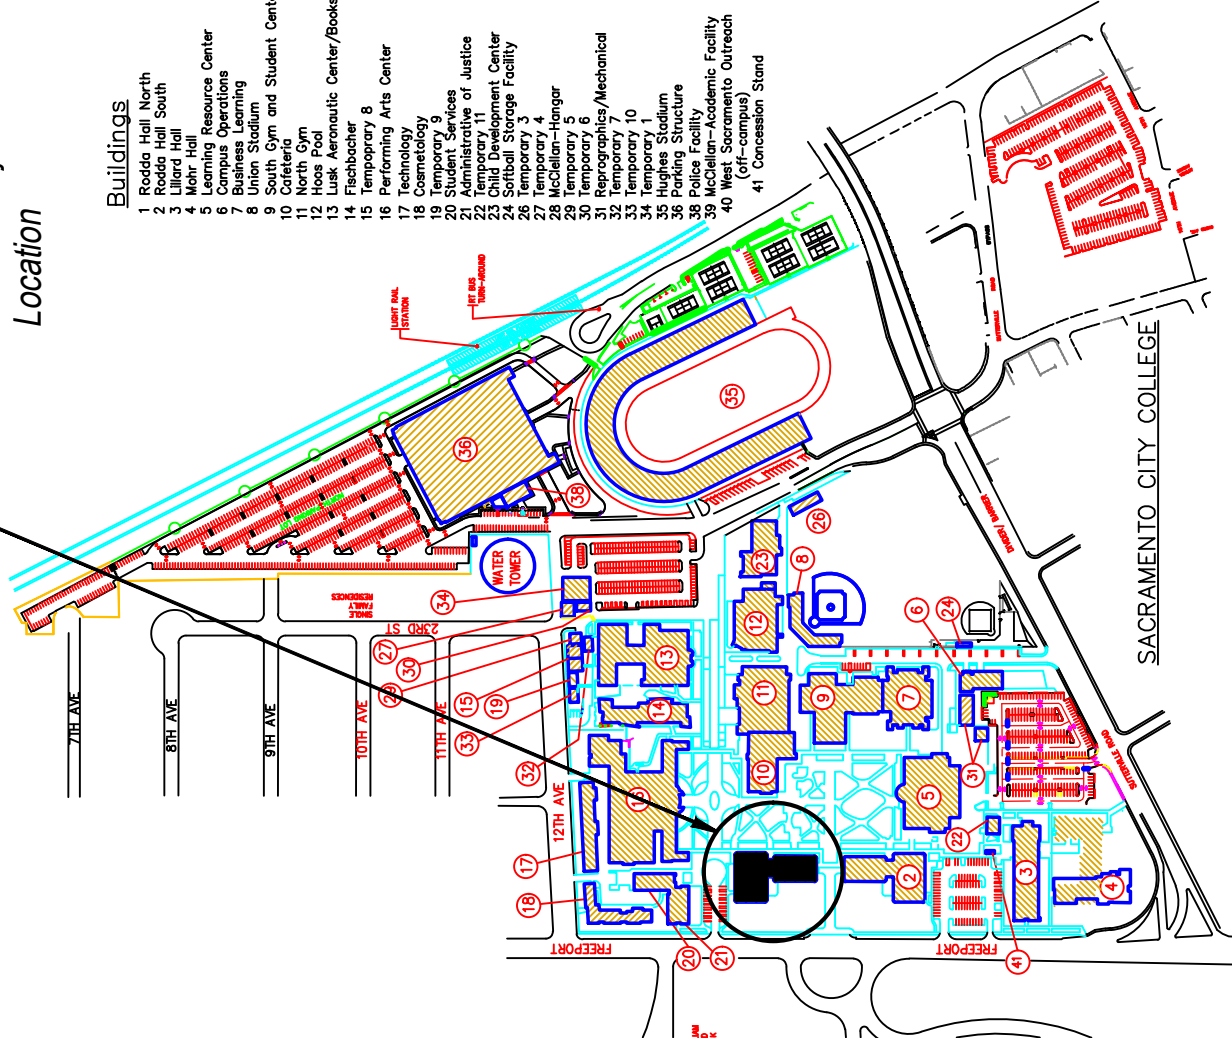 Location
Buildings
1 Rodda Hall North
2 Rodda Hall South
3 Lillard Hall
4 Mohr Hall
5 Learning Resource Center
6 Campus Operations
7 Business Learning
8 Union Stadium
9 South Gym and Student Cent
10 Cafeteria
11 North Gym
12 Hoos Pool
13 Lusk Aeronautic Center/Books
14 Fischbacher
15 Tempoprary 8
16 Performing Arts Center
17 Technology
18 Cosmetology
19 Temporary 9
20 Student Services
21 Administrative of Justice
22 Temporary 11
23 Child Development Center
24 Softball Storage Facility
26 Temporary 3
27 Temporary 4
28 McClellan-Hangar
29 Temporary 5
30 Temporary 6
31 Reprographics/Mechanical
32 Temporary 7
33 Temporary 10
34 Temporary 1
35 Hughes Stadium
36 Parking Structure
38 Police Facility
39 McClellan-Academic Facility
40 West Sacramento Outreach
(off-campus)
41 Concession Stand
LIGHT RAIL
STATION
RT BUS
TURN-AROUND
36
35
38
WATER
TOWER
SINGLE
FAMILY
RESIDENCES
23RD ST
7TH AVE
8TH AVE
9TH AVE
10TH AVE
11TH AVE
12TH AVE
34
27
30
15
19
33
32
17
18
13
14
16
23
26
8
12
11
10
9
7
6
24
5
31
22
3
4
2
20
21
41
FREEPORT
FREEPORT
SUTTERVILLE ROAD
DIVIDER/ BARRIER
SUTTERVILLE
ROAD
BYPASS
SACRAMENTO CITY COLLEGE